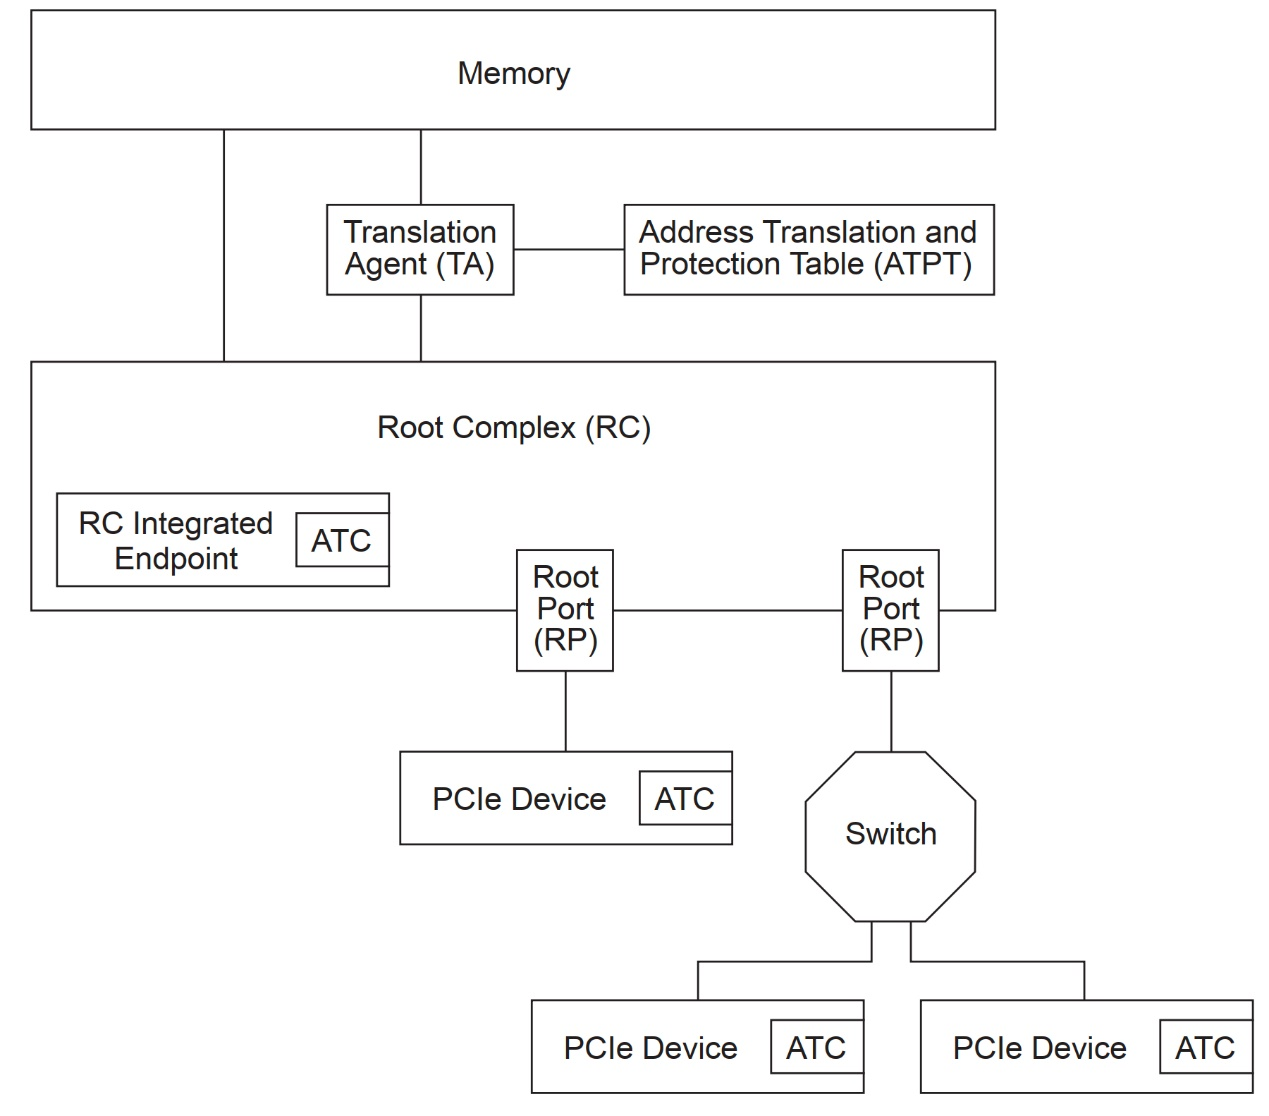 Memory
Translation
Agent (TA)
Address Translation and
Protection Table (ATPT)
Root Complex (RC)
RC Integrated
Endpoint
ATC
Root
Port
(RP)
Root
Port
(RP)
PCIe Device
ATC
Switch
PCIe Device
ATC
PCIe Device
ATC